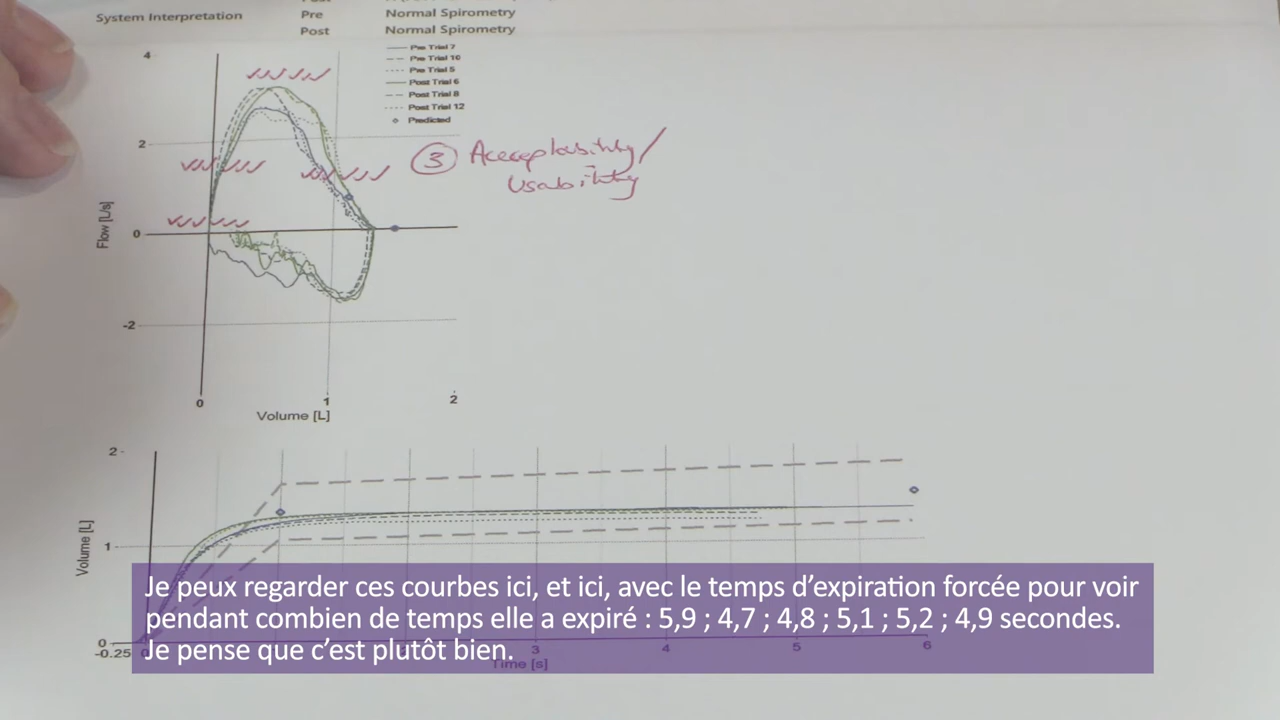 System Interpretation Pre Normal Spirometry
Post Normal Spirometry
Pre Trial 7
Pre Trial 10
Pre Trial 5
Post Trial 6
Post Trial 8
Post Trial 12
Predicted
4
2
0
-2
Flow [L/s]
0 1 2
Volume [L]
3 Acceptability/
Usability
2
1
0
-0.25
Volume [L]
3 4 5 6
Time [s]
Je peux regarder ces courbes ici, et ici, avec le temps d’expiration forcée pour voir
pendant combien de temps elle a expiré : 5,9 ; 4,7 ; 4,8 ; 5,1 ; 5,2 ; 4,9 secondes.
Je pense que c’est plutôt bien.